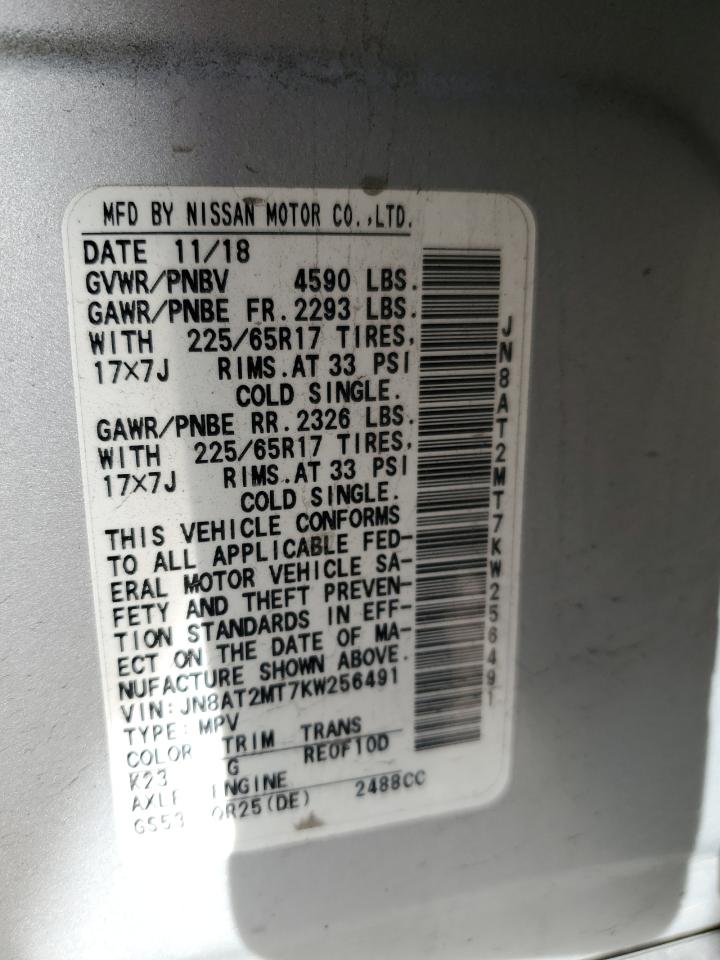 MFD BY NISSAN MOTOR CO.,LTD.
DATE 11/18
GVWR/PNBV 4590 LBS.
GAWR/PNBE FR. 2293 LBS.
WITH 225/65R17 TIRES,
17×7J RIMS.AT 33 PSI
COLD SINGLE.
GAWR/PNBE RR. 2326 LBS.
WITH 225/65R17 TIRES,
17×7J RIMS.AT 33 PSI
COLD SINGLE.
THIS VEHICLE CONFORMS
TO ALL APPLICABLE FED-
ERAL MOTOR VEHICLE SA-
FETY AND THEFT PREVEN-
TION STANDARDS IN EFF-
ECT ON THE DATE OF MA-
NUFACTURE SHOWN ABOVE.
VIN:JN8AT2MT7KW256491
TYPE:MPV
COLOR TRIM TRANS
K23 G RE0F10D
AXLE ENGINE
GS53 QR25(DE) 2488CC
JN8AT2MT7KW256491